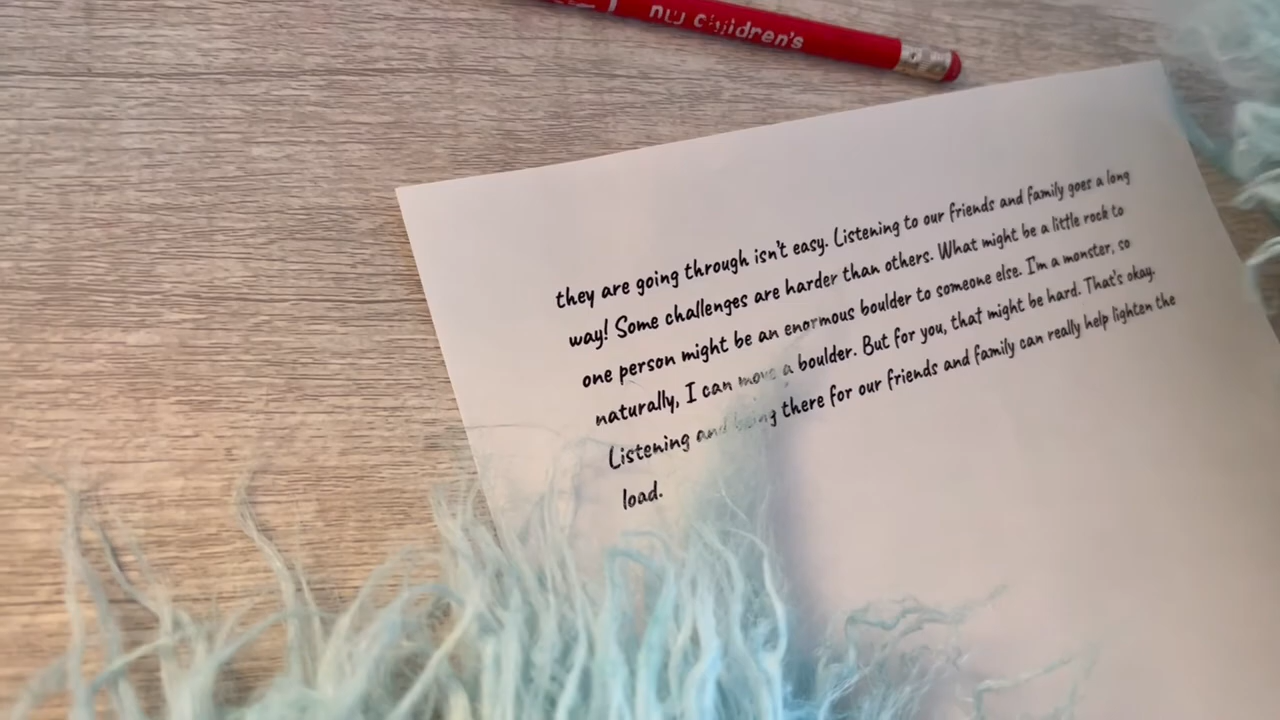 nw children's
they are going through isn't easy. Listening to our friends and family goes a long
way! Some challenges are harder than others. What might be a little rock to
one person might be an enormous boulder to someone else. I'm a monster, so
naturally, I can move a boulder. But for you, that might be hard. That's okay.
Listening and being there for our friends and family can really help lighten the
load.